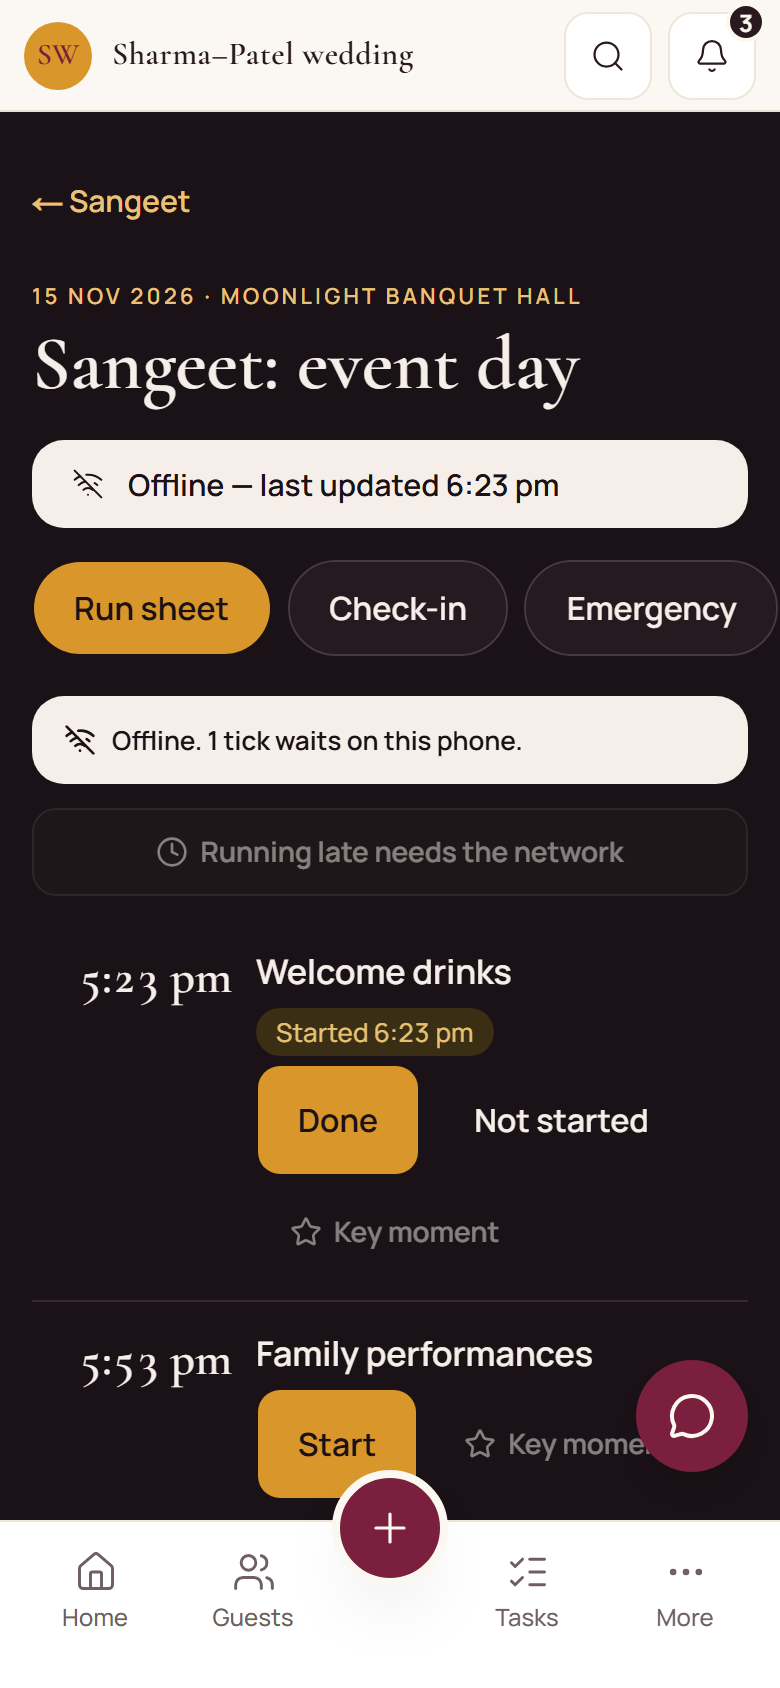 SW Sharma–Patel wedding 3
← Sangeet
15 NOV 2026 · MOONLIGHT BANQUET HALL
Sangeet: event day
Offline — last updated 6:23 pm
Run sheet Check-in Emergency
Offline. 1 tick waits on this phone.
Running late needs the network
5:23 pm Welcome drinks
Started 6:23 pm
Done Not started
Key moment
5:53 pm Family performances
Start Key
Home Guests Tasks More